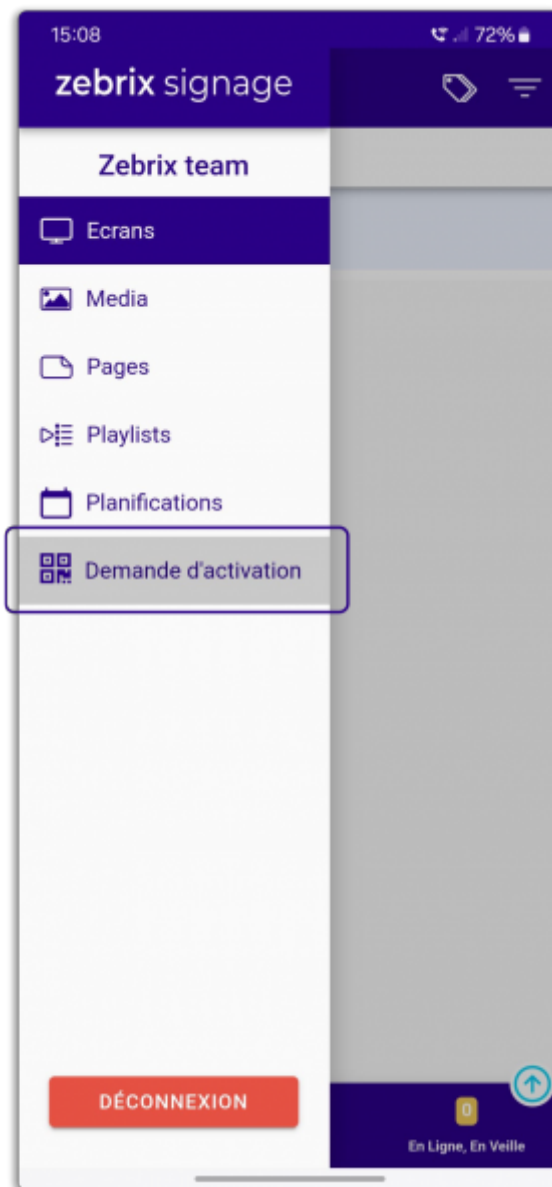 15:08 72%
zebrix signage
Zebrix team
Ecrans
Media
Pages
Playlists
Planifications
Demande d'activation
DÉCONNEXION
0
En Ligne, En Veille